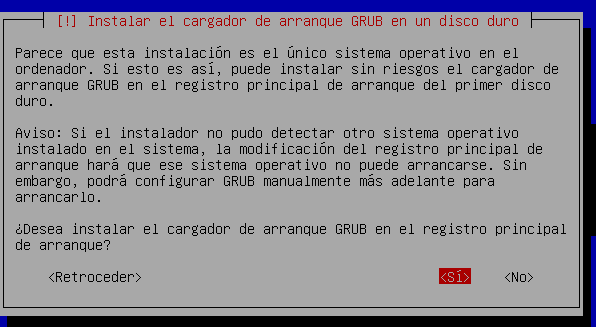 [!] Instalar el cargador de arranque GRUB en un disco duro
Parece que esta instalación es el único sistema operativo en el
ordenador. Si esto es así, puede instalar sin riesgos el cargador de
arranque GRUB en el registro principal de arranque del primer disco
duro.
Aviso: Si el instalador no pudo detectar otro sistema operativo
instalado en el sistema, la modificación del registro principal de
arranque hará que ese sistema operativo no puede arrancarse. Sin
embargo, podrá configurar GRUB manualmente más adelante para
arrancarlo.
¿Desea instalar el cargador de arranque GRUB en el registro principal
de arranque?
<Retroceder> <Sí> <No>